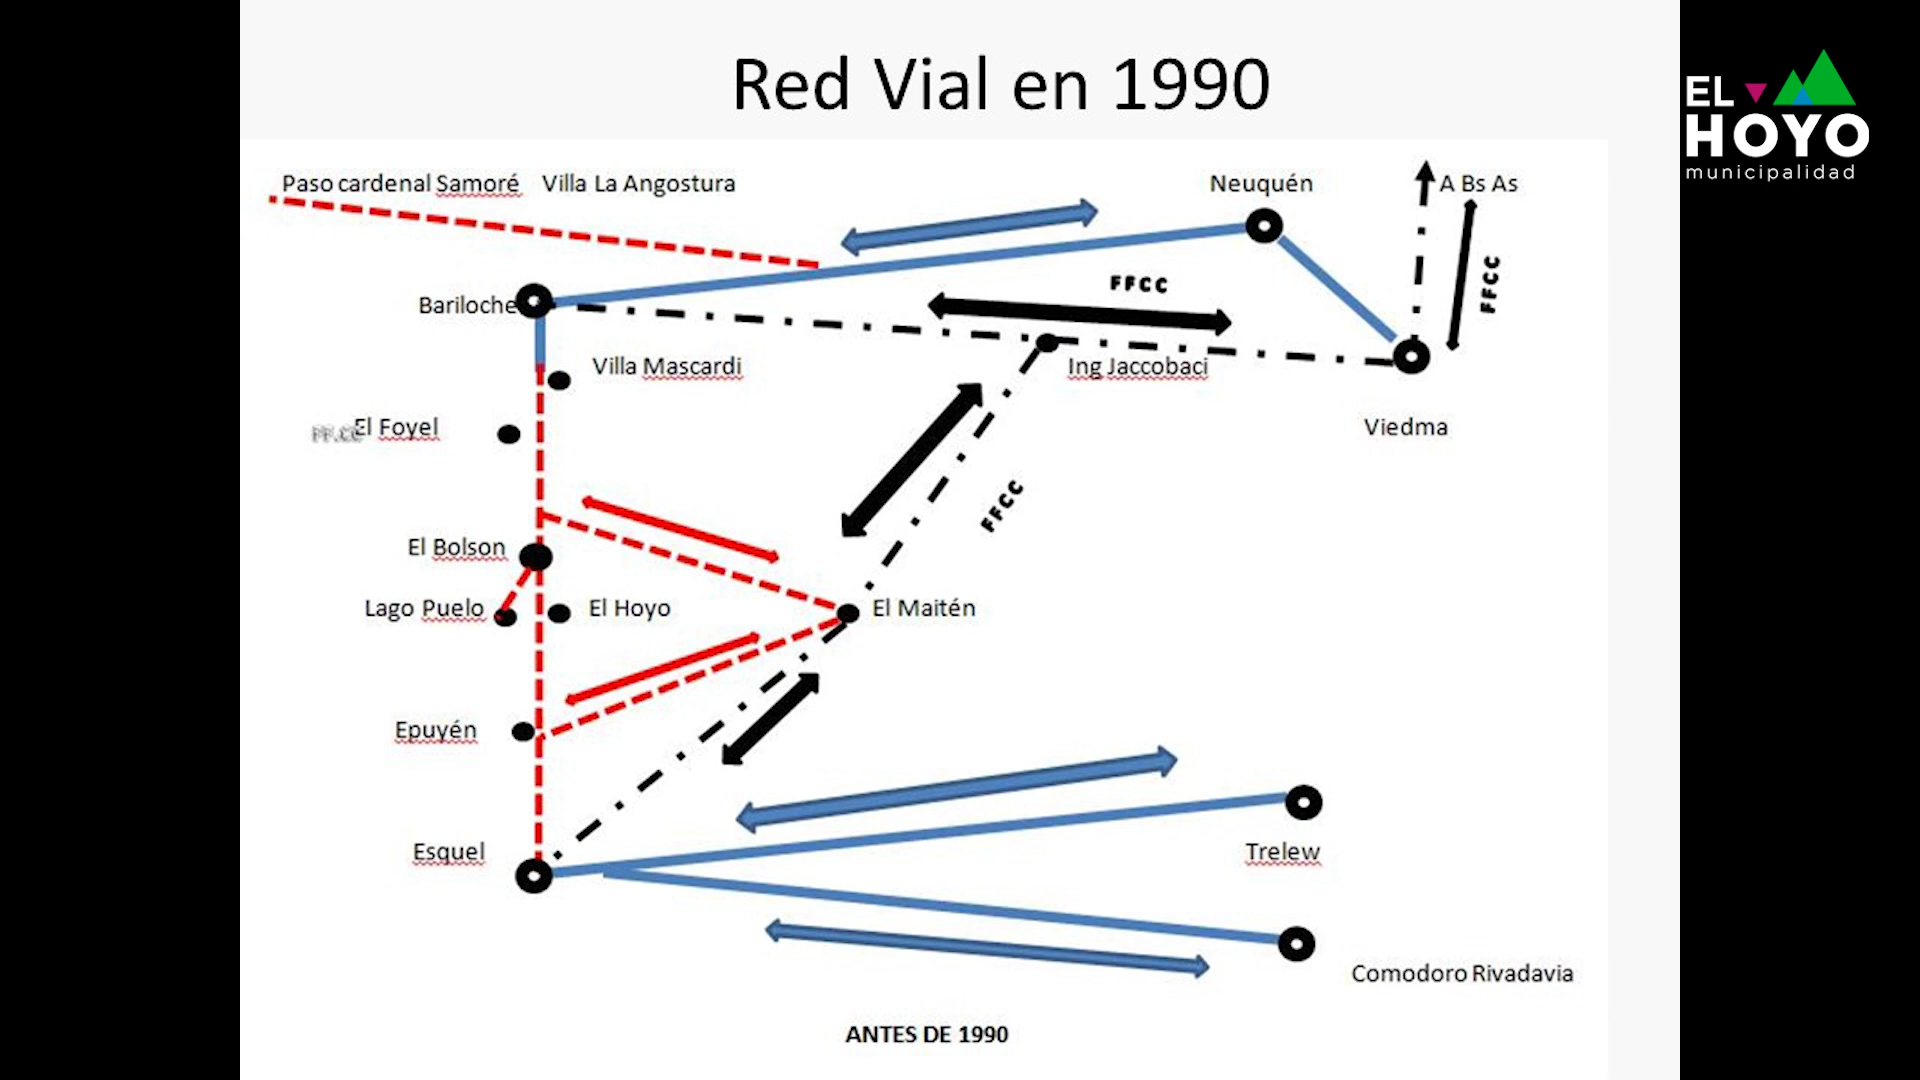 Red Vial en 1990
EL
HOYO
municipalidad
Paso cardenal Samoré
Villa La Angostura
Neuquén
A Bs As
FFCC
FFCC
Bariloche
Villa Mascardi
Ing Jaccobaci
FF.CC
El Foyel
Viedma
FFCC
El Bolson
Lago Puelo
El Hoyo
El Maitén
Epuyén
Esquel
Trelew
Comodoro Rivadavia
ANTES DE 1990